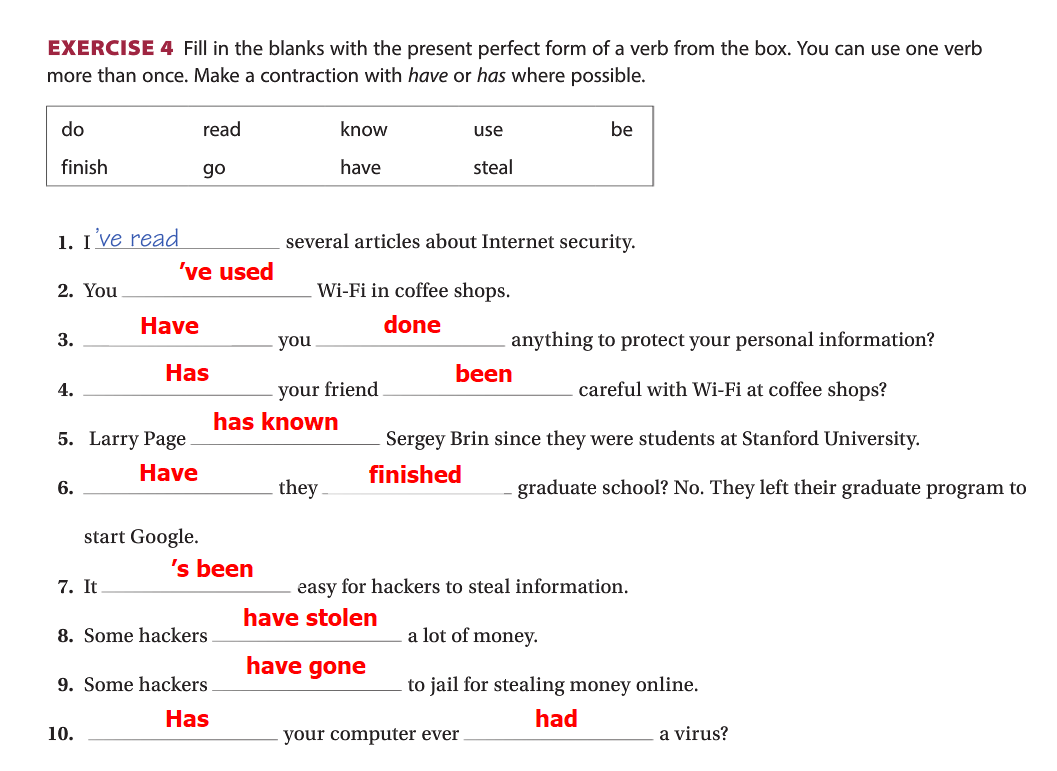 EXERCISE 4 Fill in the blanks with the present perfect form of a verb from the box. You can use one verb
more than once. Make a contraction with have or has where possible.
do read know use be
finish go have steal
1. I 've read several articles about Internet security.
2. You ’ve used Wi-Fi in coffee shops.
3. Have you done anything to protect your personal information?
4. Has your friend been careful with Wi-Fi at coffee shops?
5. Larry Page has known Sergey Brin since they were students at Stanford University.
6. Have they finished graduate school? No. They left their graduate program to
start Google.
7. It ’s been easy for hackers to steal information.
8. Some hackers have stolen a lot of money.
9. Some hackers have gone to jail for stealing money online.
10. Has your computer ever had a virus?